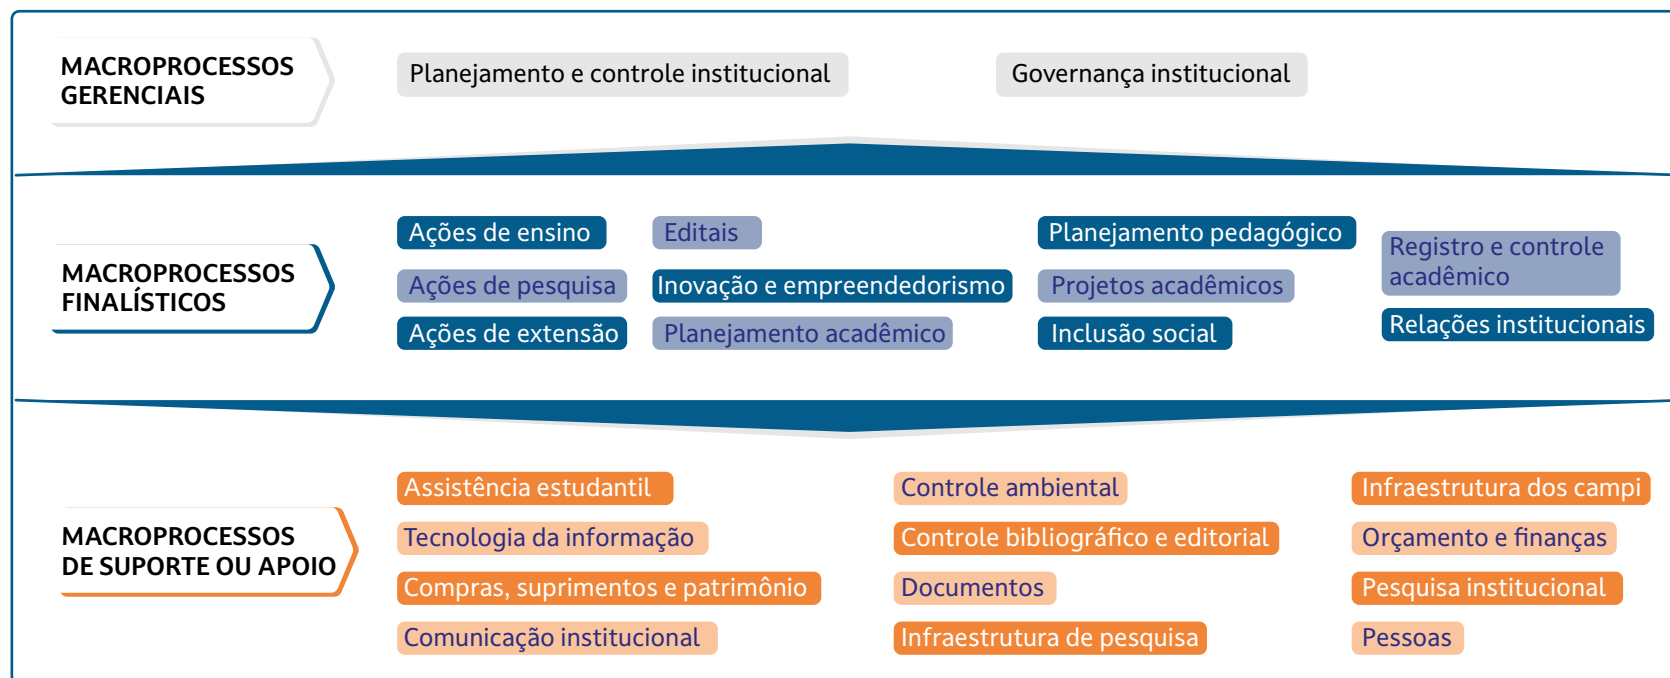 MACROPROCESSOS
GERENCIAIS
Planejamento e controle institucional
Governança institucional
MACROPROCESSOS
FINALÍSTICOS
Ações de ensino
Ações de pesquisa
Ações de extensão
Editais
Inovação e empreendedorismo
Planejamento acadêmico
Planejamento pedagógico
Projetos acadêmicos
Inclusão social
Registro e controle
acadêmico
Relações institucionais
MACROPROCESSOS
DE SUPORTE OU APOIO
Assistência estudantil
Tecnologia da informação
Compras, suprimentos e patrimônio
Comunicação institucional
Controle ambiental
Controle bibliográfico e editorial
Documentos
Infraestrutura de pesquisa
Infraestrutura dos campi
Orçamento e finanças
Pesquisa institucional
Pessoas